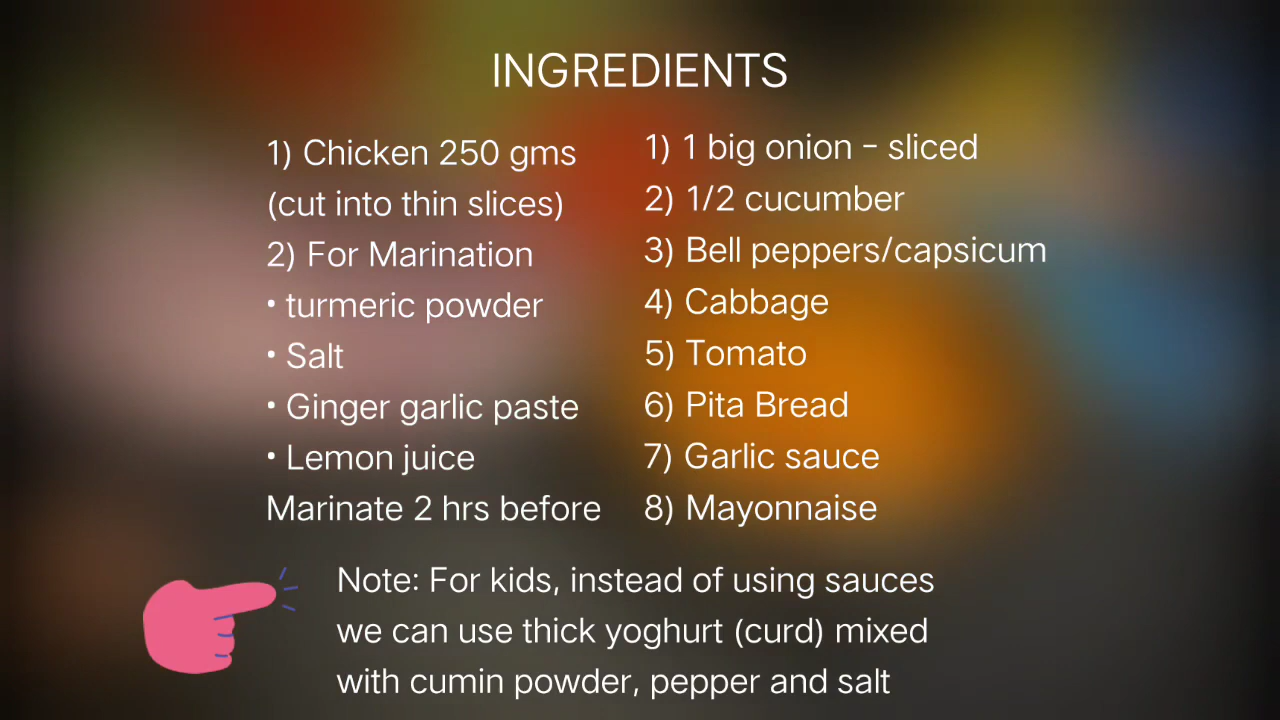 INGREDIENTS
1) Chicken 250 gms
(cut into thin slices)
2) For Marination
• turmeric powder
• Salt
• Ginger garlic paste
• Lemon juice
Marinate 2 hrs before
1) 1 big onion - sliced
2) 1/2 cucumber
3) Bell peppers/capsicum
4) Cabbage
5) Tomato
6) Pita Bread
7) Garlic sauce
8) Mayonnaise
Note: For kids, instead of using sauces
we can use thick yoghurt (curd) mixed
with cumin powder, pepper and salt